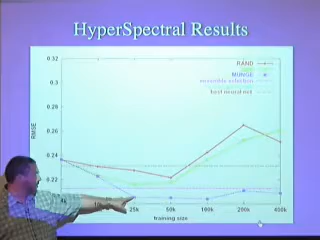 HyperSpectral Results
0.32
RAND
MUNGE
0.3
ensemble selection
best neural net
0.28
RMSE
0.26
0.24
0.22
4k
25k 50k 100k 200k 400k
training size